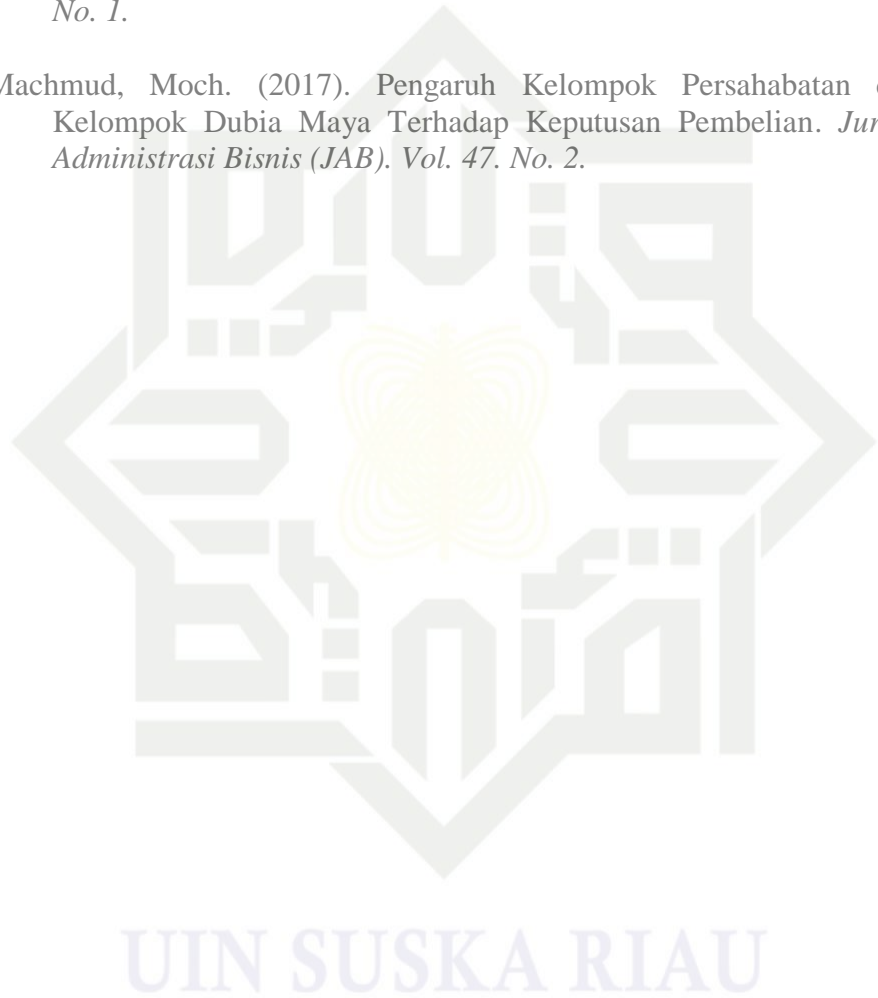 No. 1.
Machmud, Moch. (2017). Pengaruh Kelompok Persahabatan
Kelompok Dubia Maya Terhadap Keputusan Pembelian.
Administrasi Bisnis (JAB). Vol. 47. No. 2.
UIN SUSKA RIAU